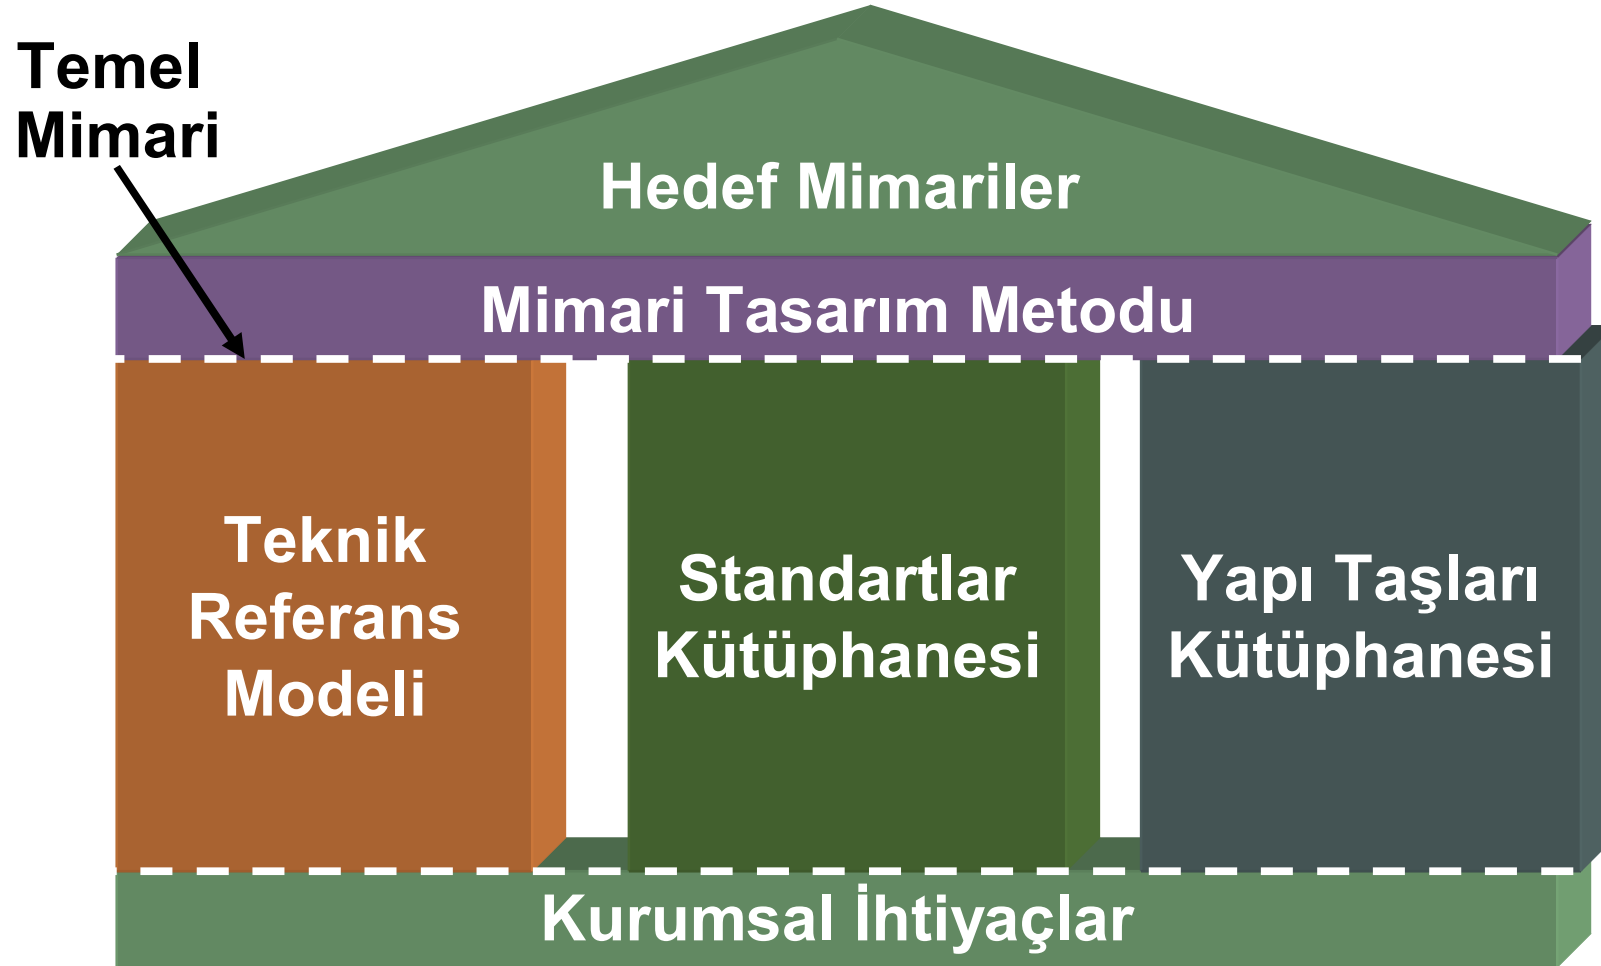 Temel
Mimari
Hedef Mimariler
Mimari Tasarım Metodu
Teknik
Referans
Modeli
Standartlar
Kütüphanesi
Yapı Taşları
Kütüphanesi
Kurumsal İhtiyaçlar